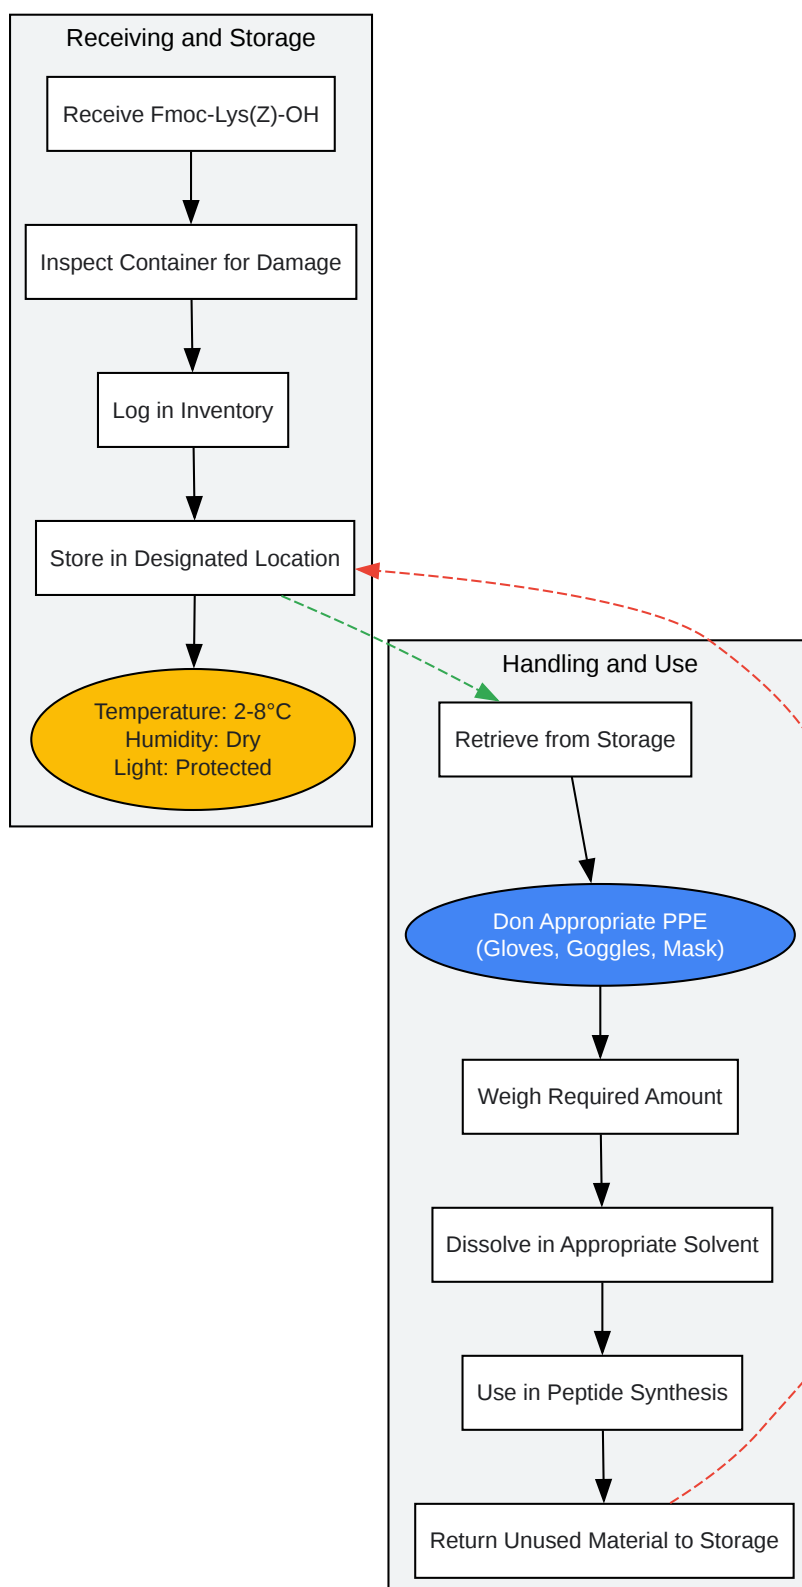 Receiving and Storage
Receive Fmoc-Lys(Z)-OH
Inspect Container for Damage
Log in Inventory
Store in Designated Location
Temperature: 2-8°C
Humidity: Dry
Light: Protected
Handling and Use
Retrieve from Storage
Don Appropriate PPE
(Gloves, Goggles, Mask)
Weigh Required Amount
Dissolve in Appropriate Solvent
Use in Peptide Synthesis
Return Unused Material to Storage